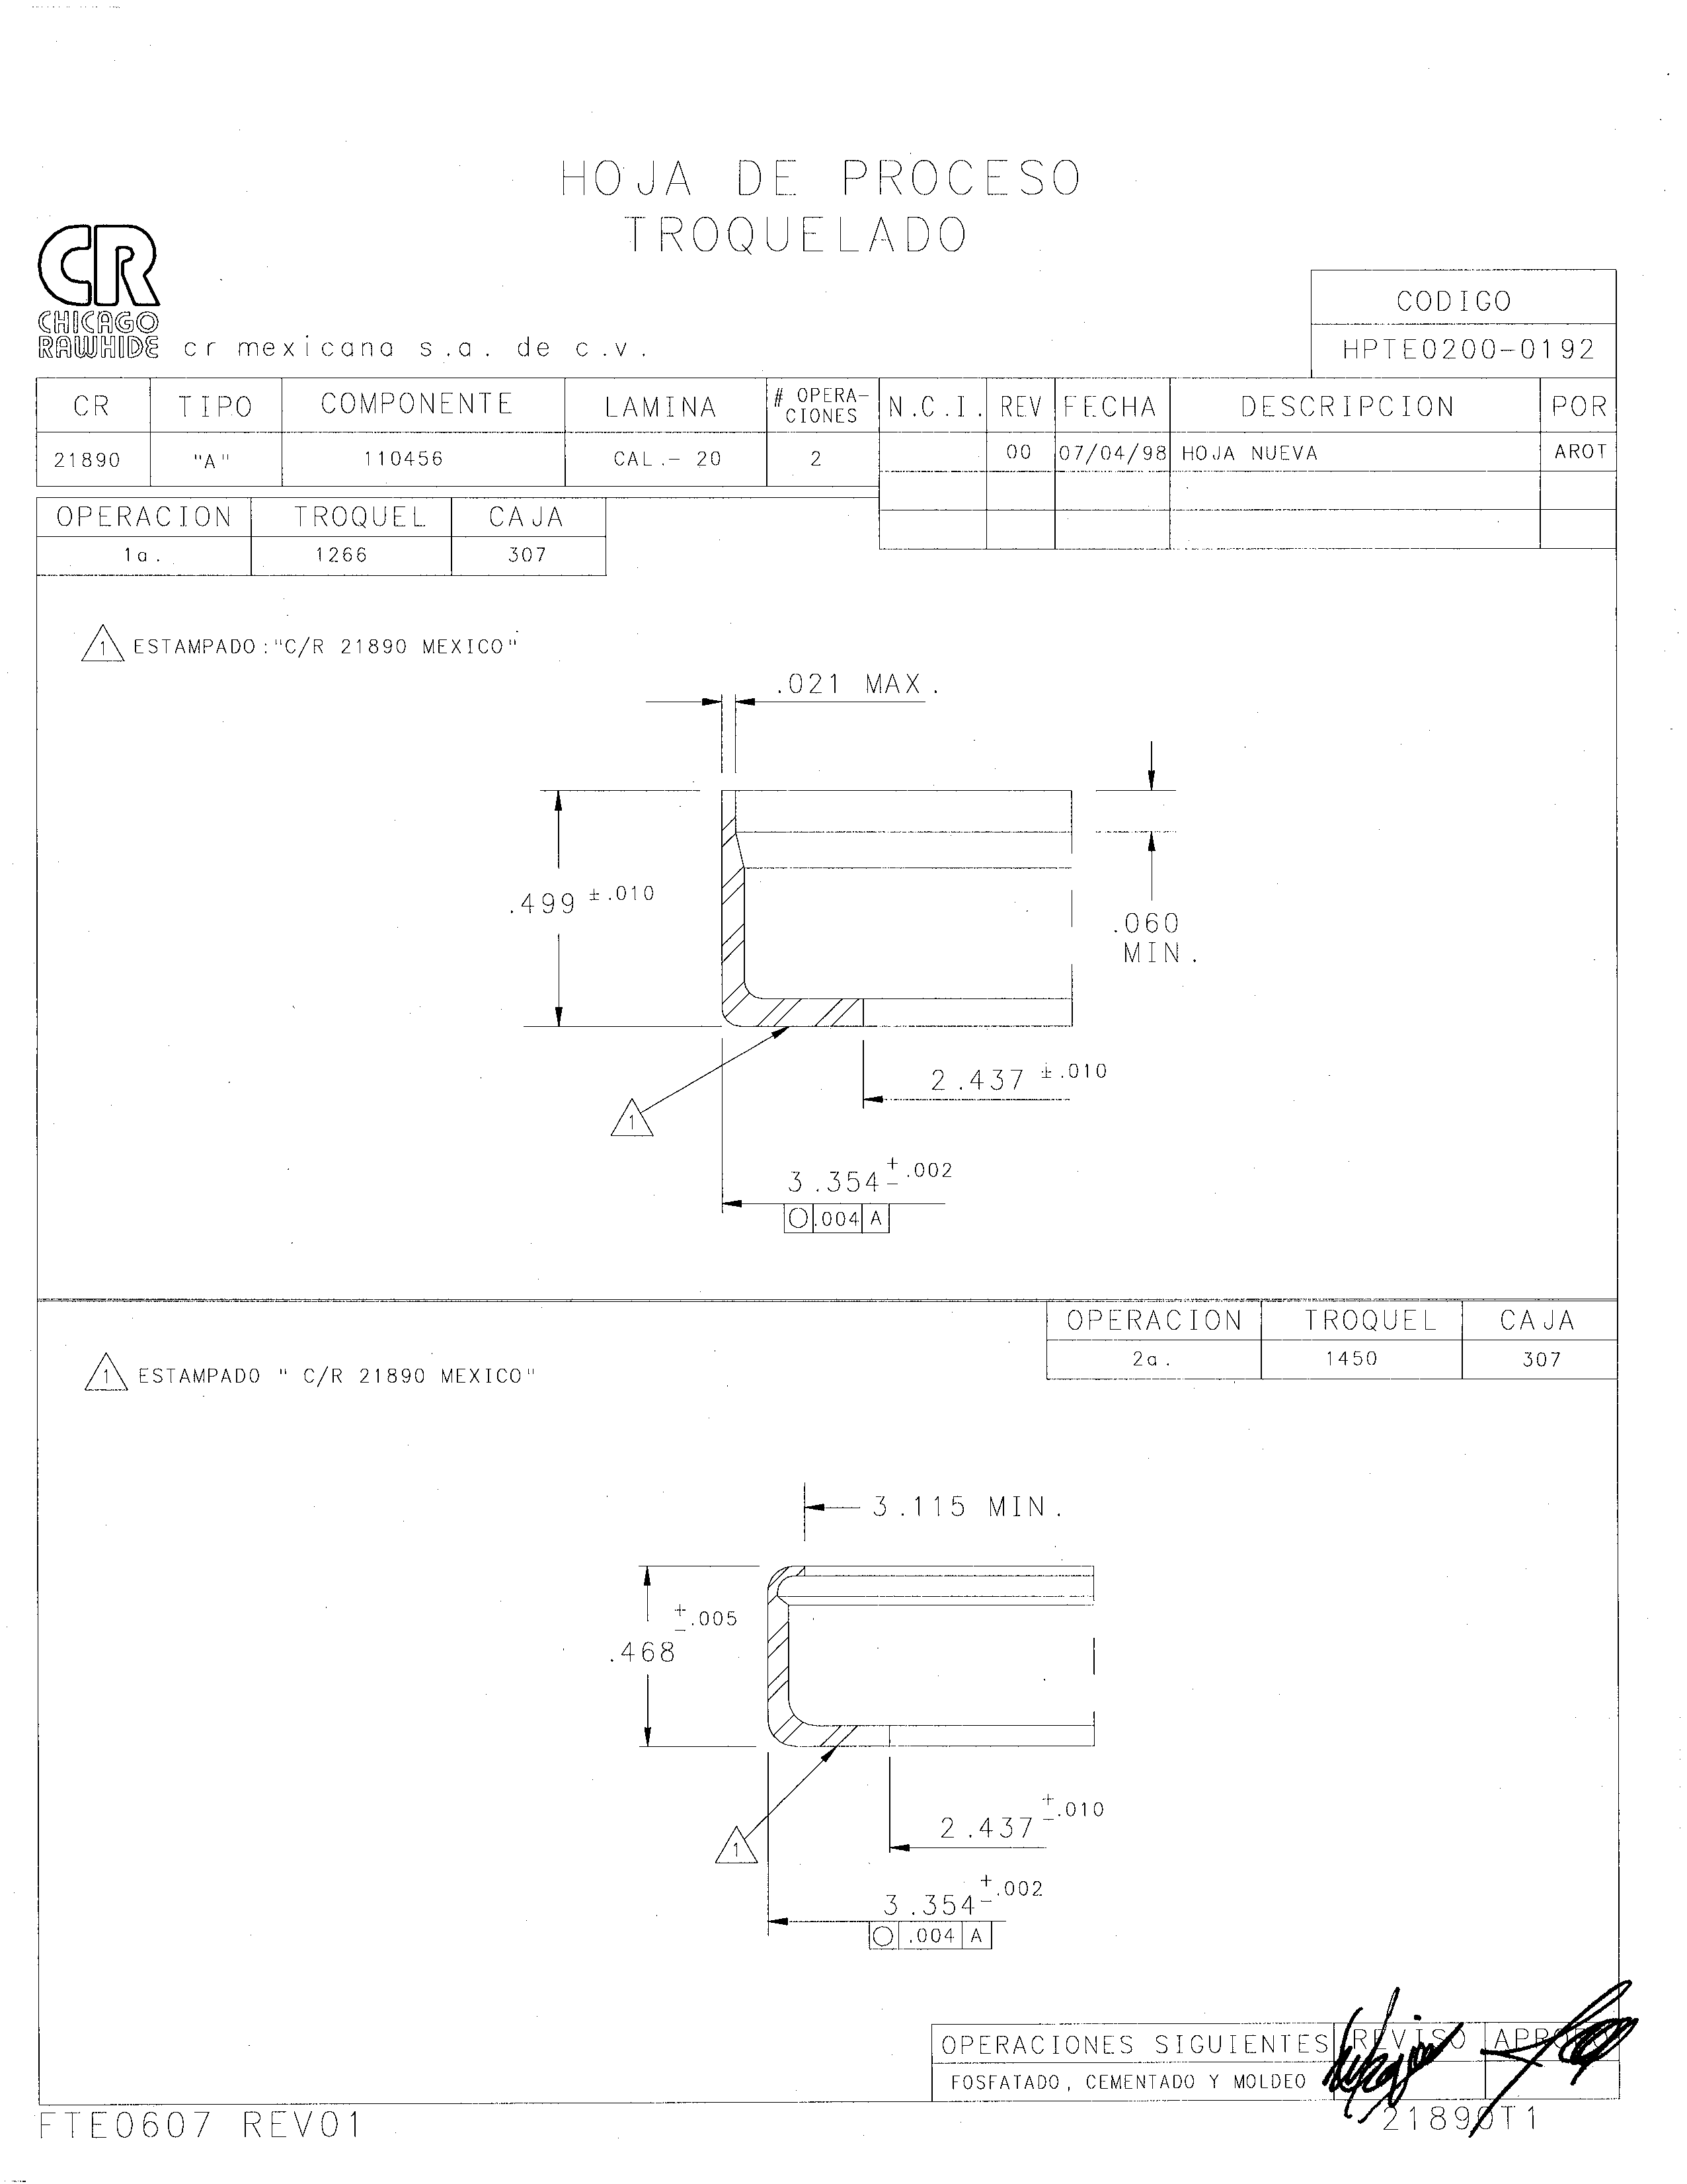 HOJA DE PROCESO
TROQUELADO
CR
CHICAGO
RAWHIDE
cr mexicana s.a. de c.v.
CODIGO
HPTE0200-0192
CR TIPO COMPONENTE LAMINA # OPERA-CIONES N.C.I. REV FECHA DESCRIPCION POR
21890 "A" 110456 CAL.- 20 2 00 07/04/98 HOJA NUEVA AROT
OPERACION TROQUEL CAJA
1a. 1266 307
1 ESTAMPADO:"C/R 21890 MEXICO"
.021 MAX.
.499 ±.010
.060
MIN.
2.437 ±.010
1
3.354 ±.002
○ .004 A
OPERACION TROQUEL CAJA
2a. 1450 307
1 ESTAMPADO " C/R 21890 MEXICO"
3.115 MIN.
±.005
.468
2.437 ±.010
1
3.354 ±.002
○ .004 A
OPERACIONES SIGUIENTES REVISO
FOSFATADO, CEMENTADO Y MOLDEO
FTE0607 REV01
21890T1